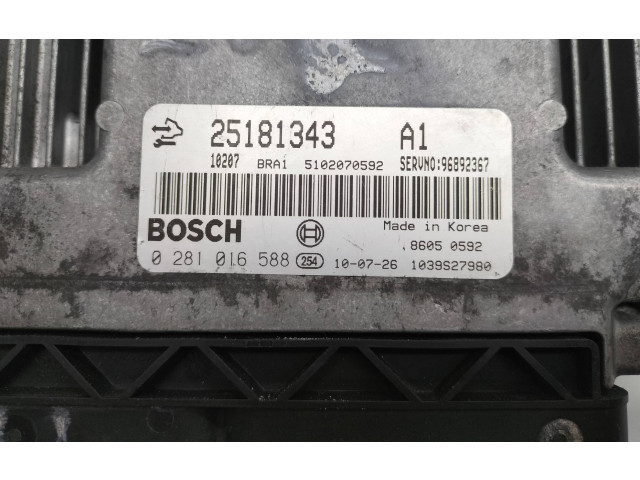 25181343 A1
10207 BRA1 5102070592 SERVNO:96892367
BOSCH Made in Korea
8605 0592
0 281 016 588 254 10-07-26 1039S27980